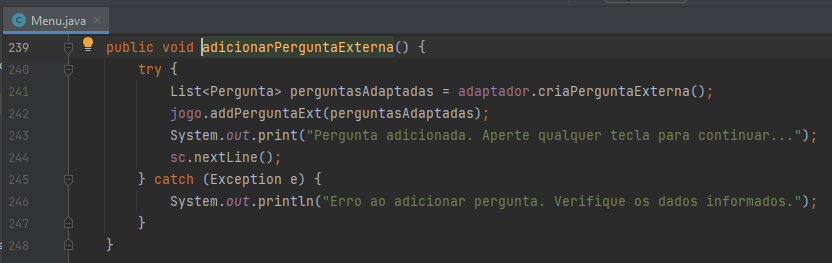 Menu.java
239 public void adicionarPerguntaExterna() {
240 try {
241 List<Pergunta> perguntasAdaptadas = adaptador.criaPerguntaExterna();
242 jogo.addPerguntaExt(perguntasAdaptadas);
243 System.out.print("Pergunta adicionada. Aperte qualquer tecla para continuar...");
244 sc.nextLine();
245 } catch (Exception e) {
246 System.out.println("Erro ao adicionar pergunta. Verifique os dados informados.");
247 }
248 }